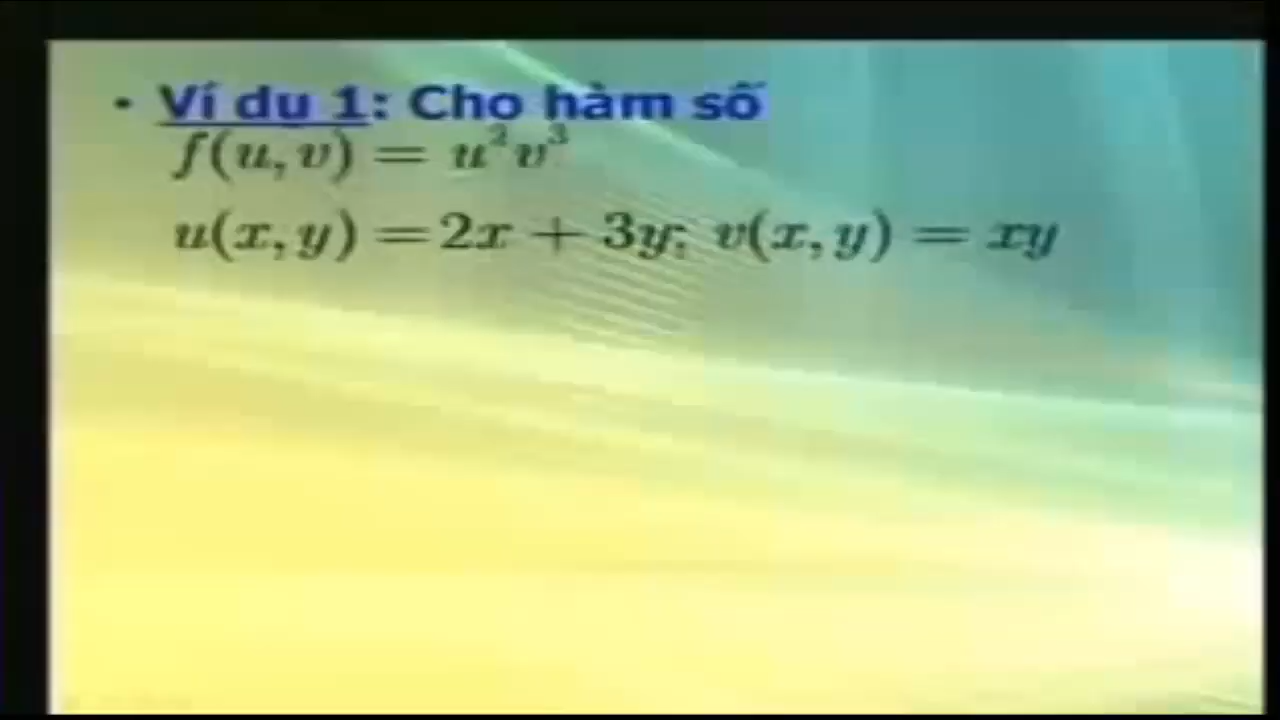 • Ví dụ 1: Cho hàm số
f(u, v) = u²v³
u(x, y) = 2x + 3y; v(x, y) = xy